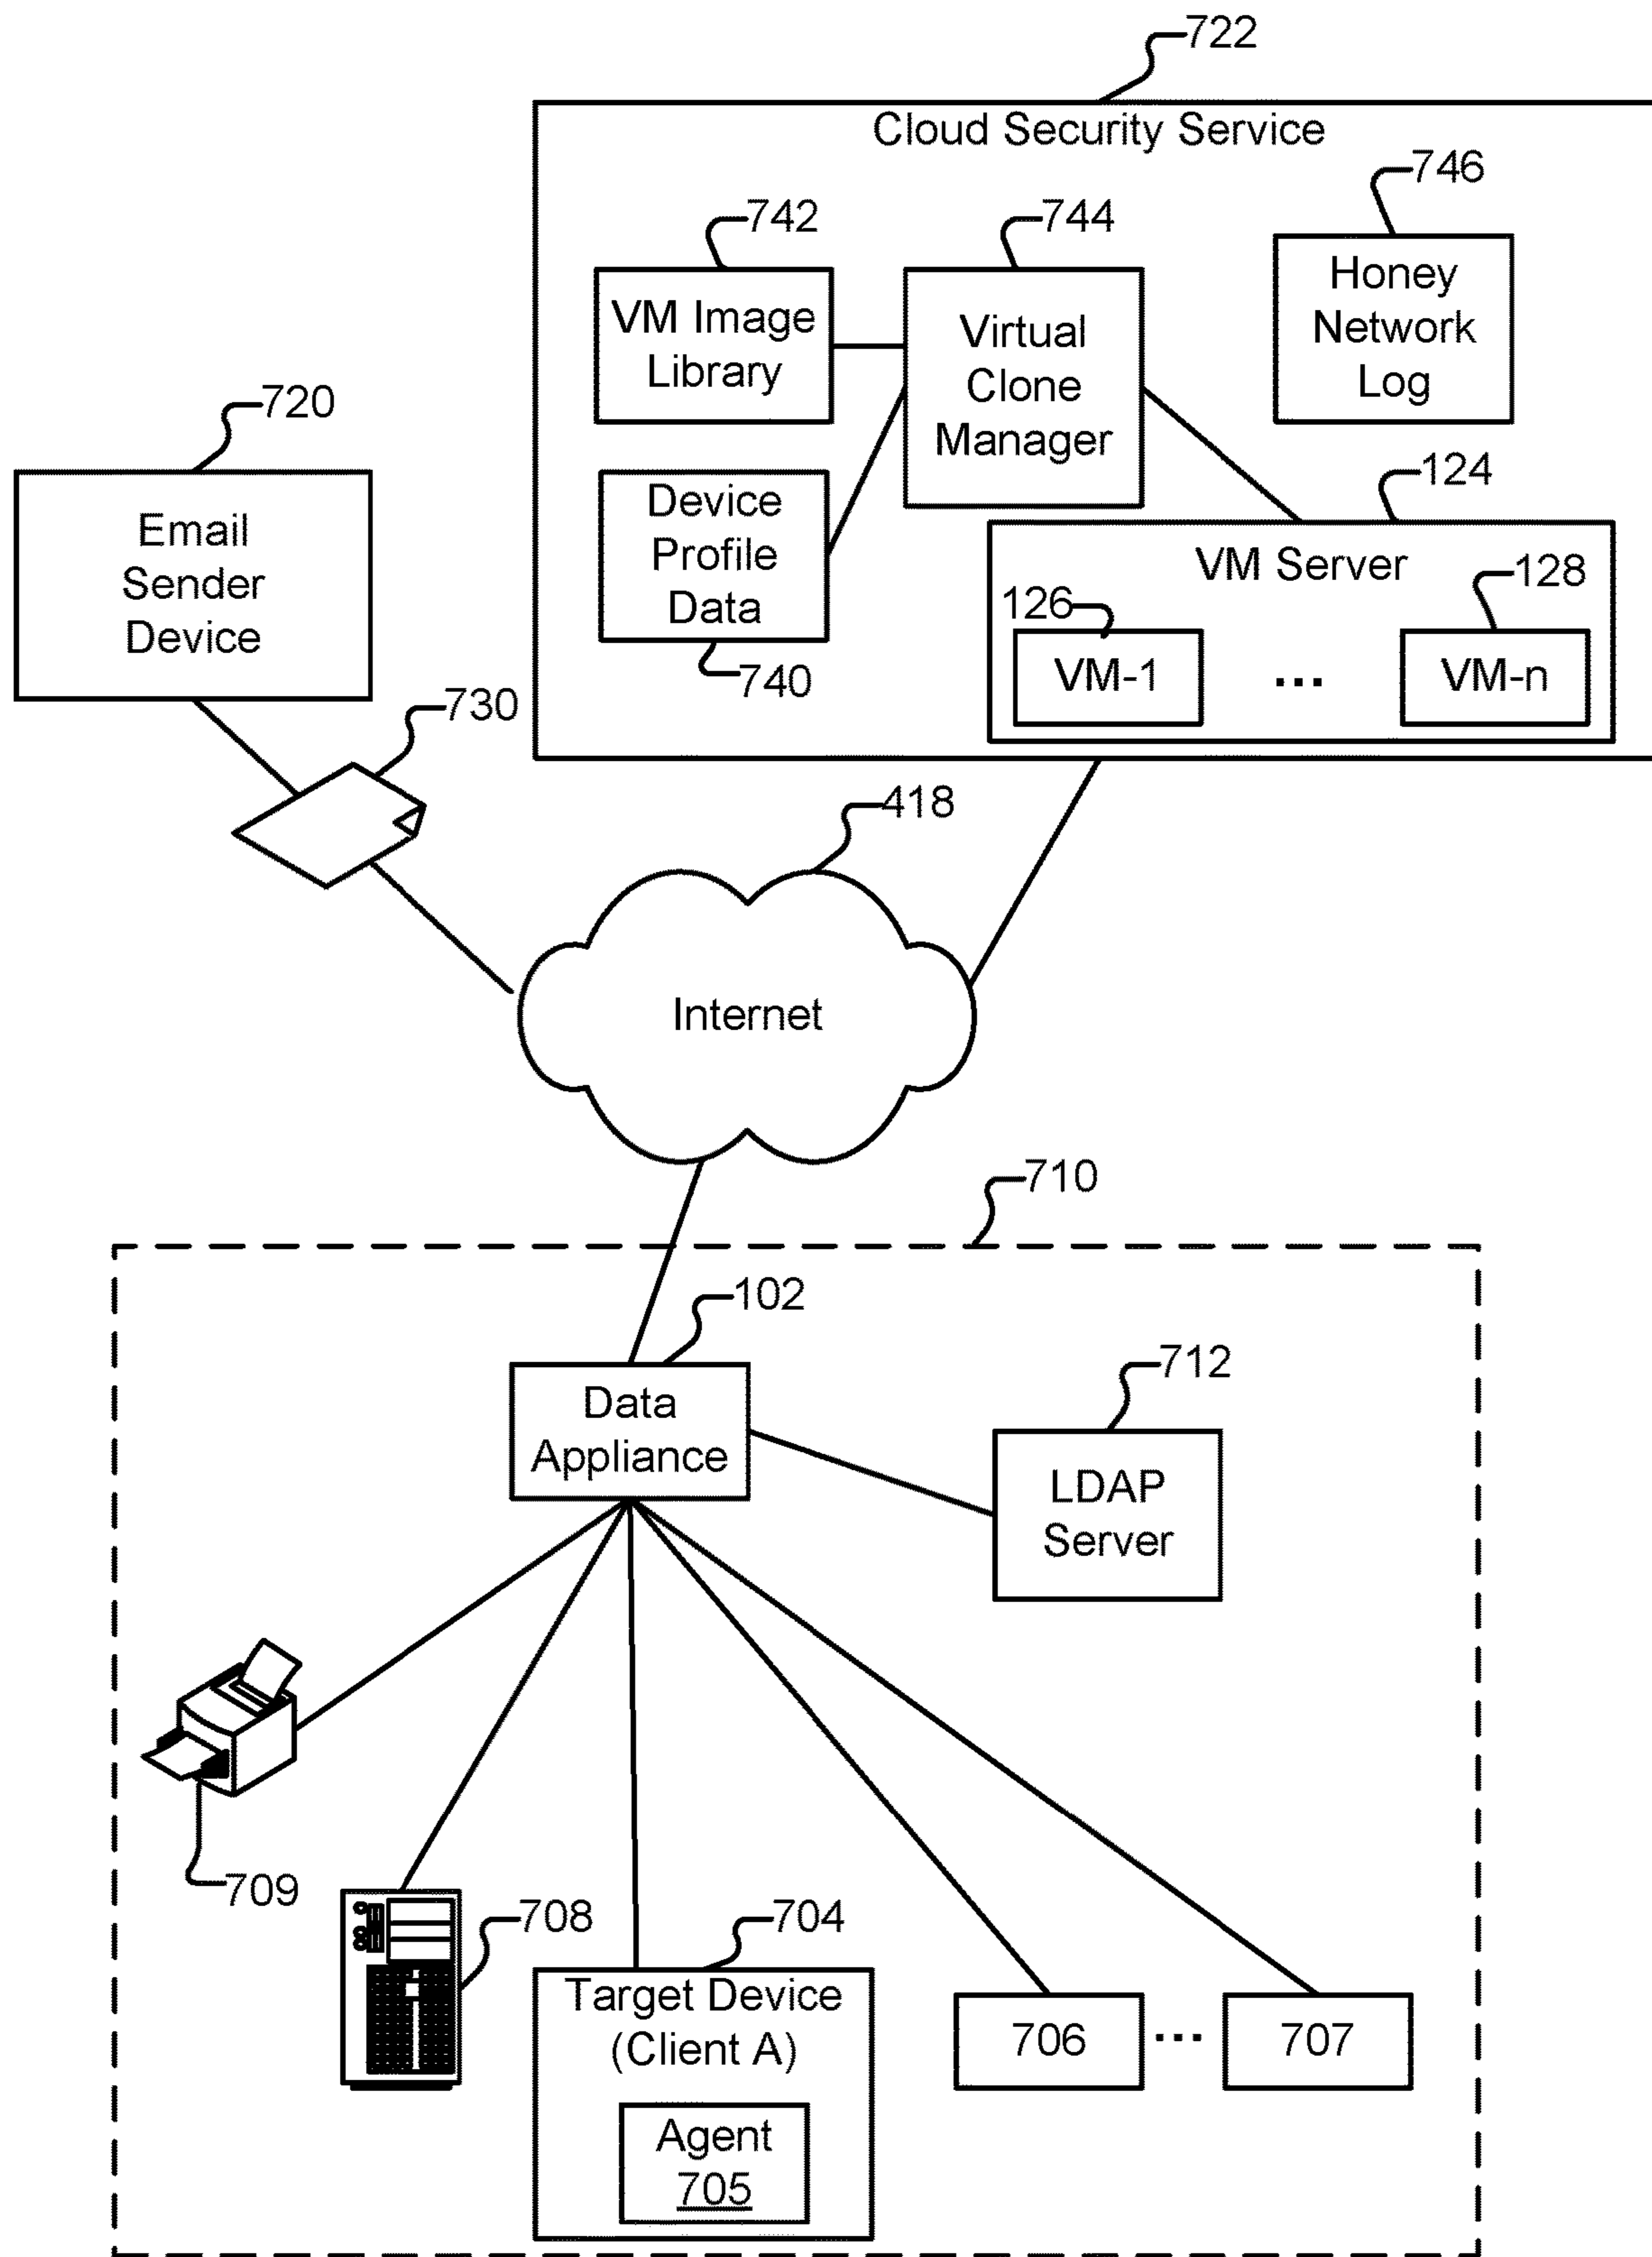 722
Cloud Security Service
746
742
744
Honey
Network
Log
VM Image
Library
Virtual
Clone
Manager
720
Email
Sender
Device
Device
Profile
Data
740
124
VM Server
126
128
VM-1
...
VM-n
730
418
Internet
710
102
Data
Appliance
712
LDAP
Server
709
708
704
Target Device
(Client A)
Agent
705
706
...
707